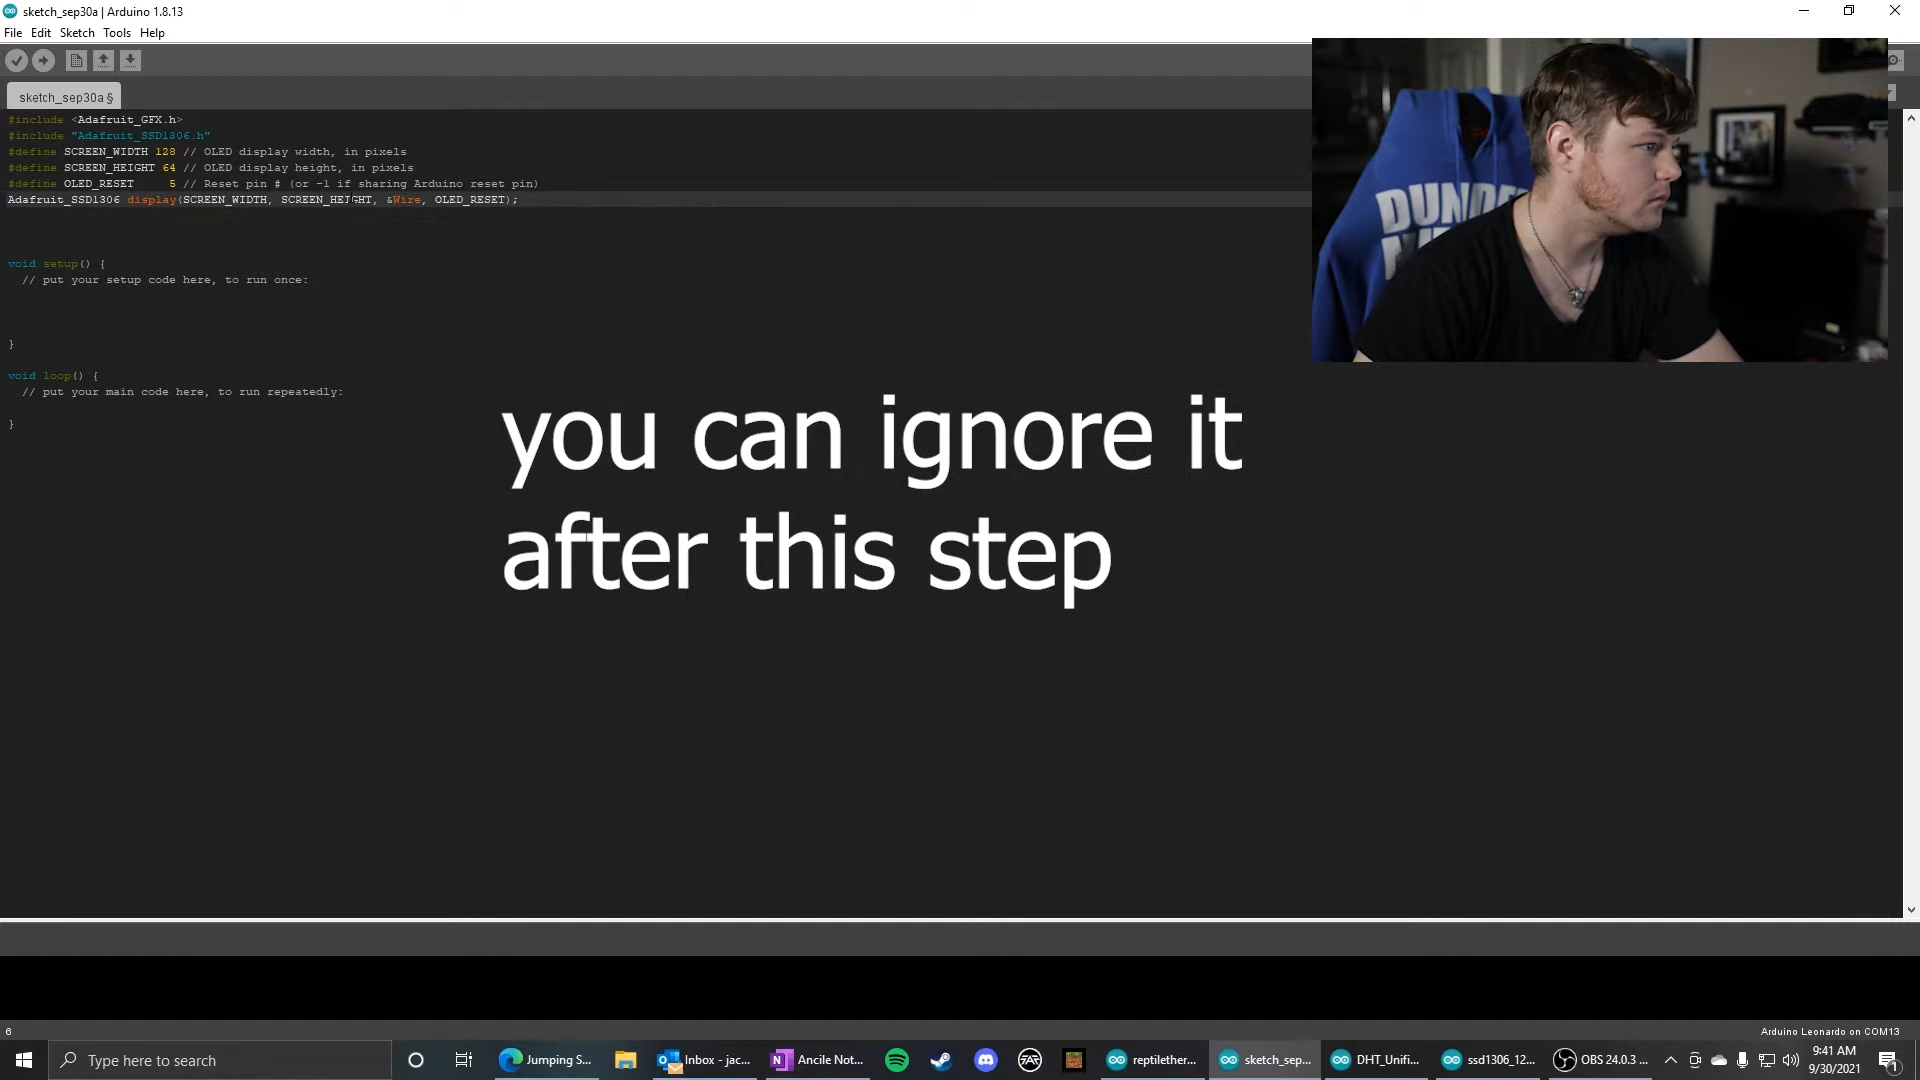 sketch_sep30a | Arduino 1.8.13
File Edit Sketch Tools Help
sketch_sep30a §
#include <Adafruit_GFX.h>
#include "Adafruit_SSD1306.h"
#define SCREEN_WIDTH 128 // OLED display width, in pixels
#define SCREEN_HEIGHT 64 // OLED display height, in pixels
#define OLED_RESET     5 // Reset pin # (or -1 if sharing Arduino reset pin)
Adafruit_SSD1306 display(SCREEN_WIDTH, SCREEN_HEIGHT, &Wire, OLED_RESET);
void setup() {
// put your setup code here, to run once:
}
void loop() {
// put your main code here, to run repeatedly:
}
you can ignore it
after this step
6
Arduino Leonardo on COM13
Type here to search
Jumping S...
Inbox - jac...
Ancile Not...
reptilether...
sketch_sep...
DHT_Unifi...
ssd1306_12...
OBS 24.0.3 ...
9:41 AM
9/30/2021
1